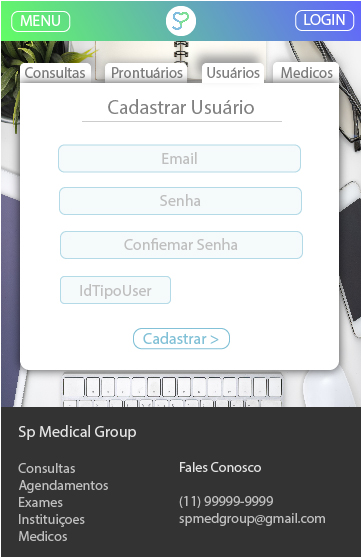 MENU
Sp
LOGIN
Consultas
Prontuários
Usuários
Medicos
Cadastrar Usuário
Email
Senha
Confiemar Senha
IdTipoUser
Cadastrar >
Sp Medical Group
Consultas
Agendamentos
Exames
Instituiçoes
Medicos
Fales Conosco
(11) 99999-9999
spmedgroup@gmail.com